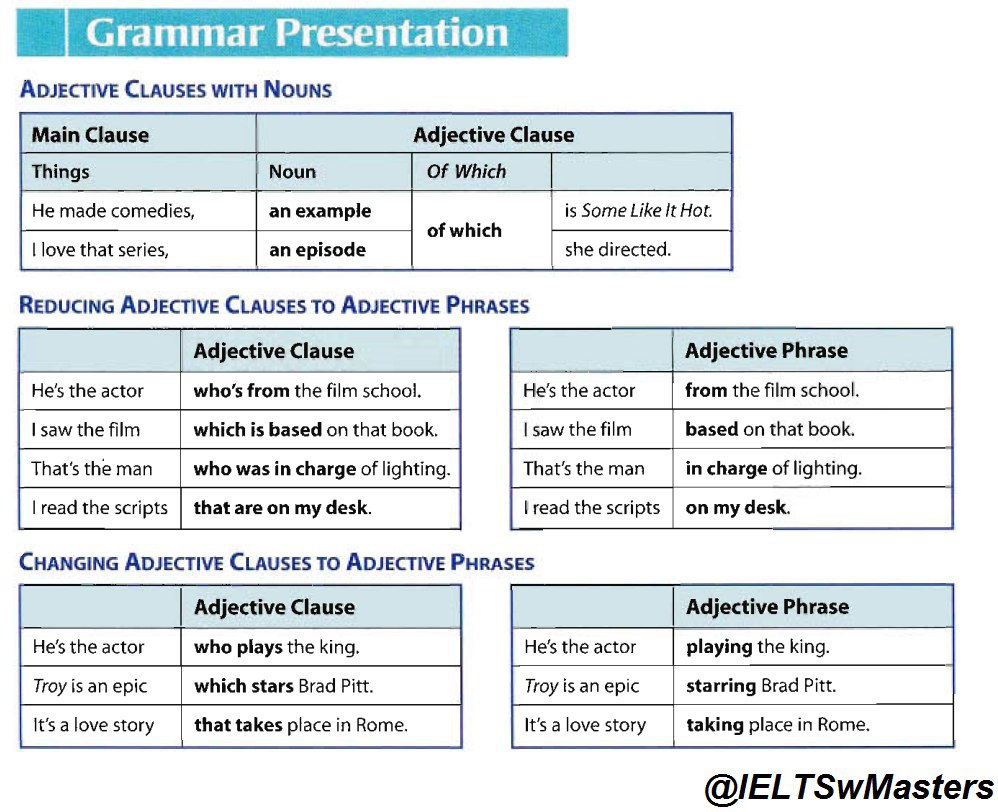 Grammar Presentation
ADJECTIVE CLAUSES WITH NOUNS
Main Clause Adjective Clause
Things Noun Of Which
He made comedies, an example of which is Some Like It Hot.
I love that series, an episode she directed.
REDUCING ADJECTIVE CLAUSES TO ADJECTIVE PHRASES
Adjective Clause
He's the actor who's from the film school.
I saw the film which is based on that book.
That's the man who was in charge of lighting.
I read the scripts that are on my desk.
Adjective Phrase
He's the actor from the film school.
I saw the film based on that book.
That's the man in charge of lighting.
I read the scripts on my desk.
CHANGING ADJECTIVE CLAUSES TO ADJECTIVE PHRASES
Adjective Clause
He's the actor who plays the king.
Troy is an epic which stars Brad Pitt.
It's a love story that takes place in Rome.
Adjective Phrase
He's the actor playing the king.
Troy is an epic starring Brad Pitt.
It's a love story taking place in Rome.
@IELTSwMasters